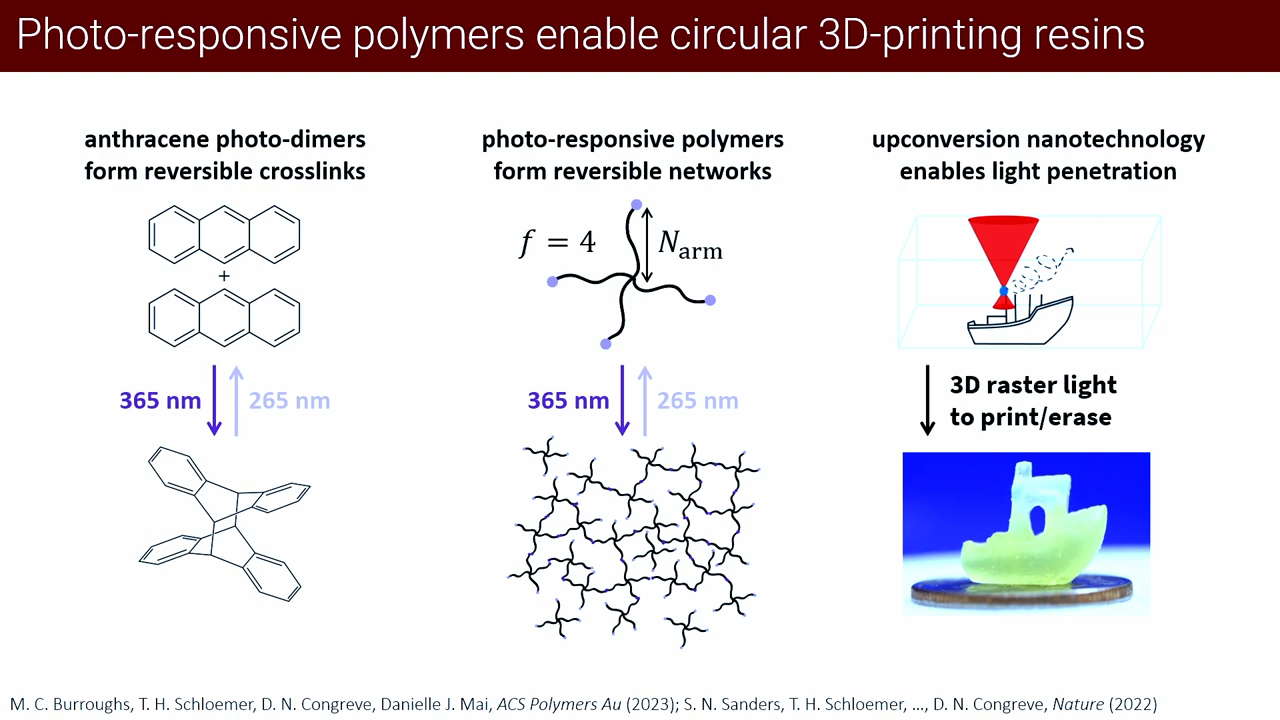 Photo-responsive polymers enable circular 3D-printing resins
anthracene photo-dimers
form reversible crosslinks
+
365 nm
265 nm
photo-responsive polymers
form reversible networks
f = 4
N_arm
365 nm
265 nm
upconversion nanotechnology
enables light penetration
3D raster light
to print/erase
M. C. Burroughs, T. H. Schloemer, D. N. Congreve, Danielle J. Mai, ACS Polymers Au (2023); S. N. Sanders, T. H. Schloemer, ..., D. N. Congreve, Nature (2022)